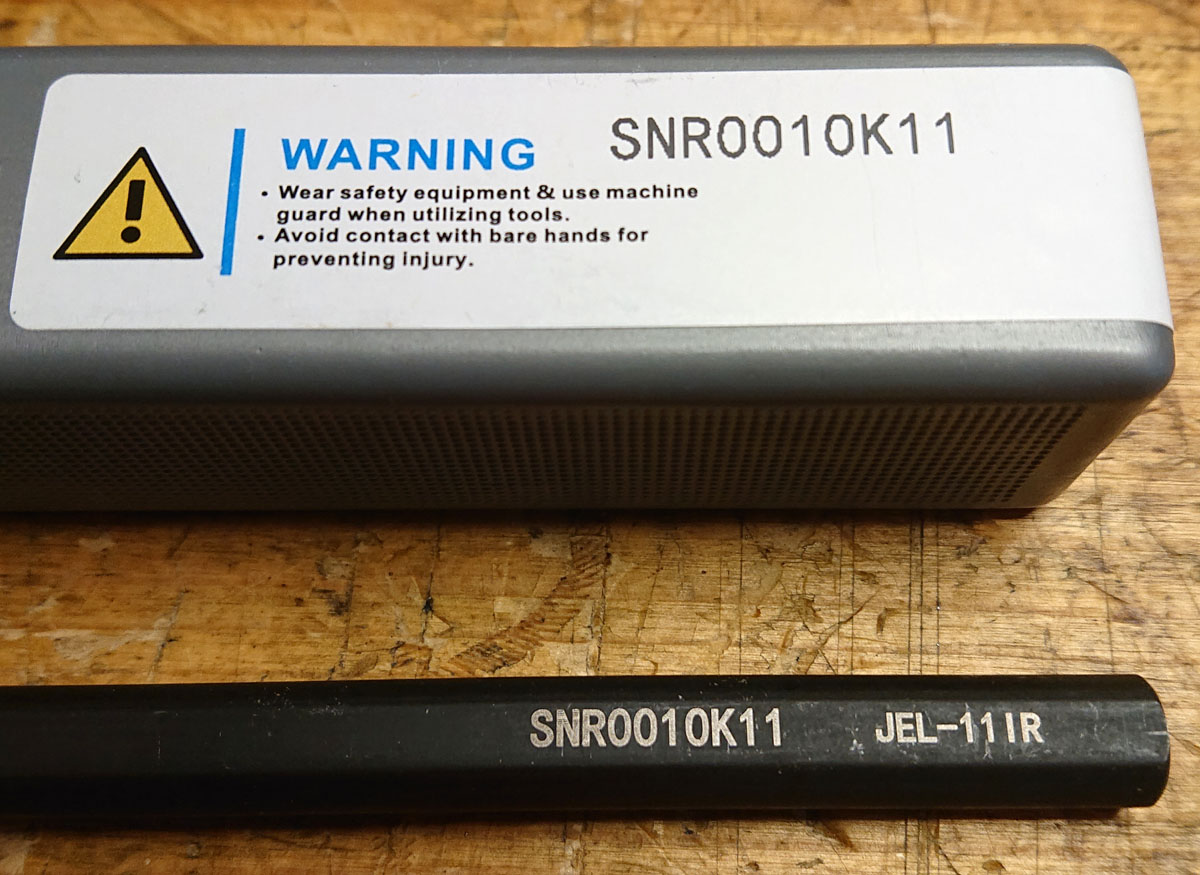 WARNING
SNR0010K11
• Wear safety equipment & use machine
guard when utilizing tools.
• Avoid contact with bare hands for
preventing injury.
SNR0010K11 JEL-11IR